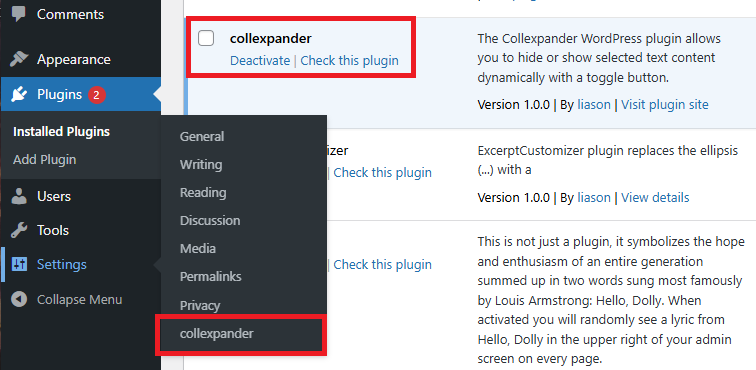 Comments
Appearance
Plugins 2
Installed Plugins
Add Plugin
Users
Tools
Settings
Collapse Menu
General
Writing
Reading
Discussion
Media
Permalinks
Privacy
collexpander
collexpander
Deactivate | Check this plugin
The Collexpander WordPress plugin allows
you to hide or show selected text content
dynamically with a toggle button.
Version 1.0.0 | By liason | Visit plugin site
mizer
| Check this plugin
ExcerptCustomizer plugin replaces the ellipsis
(...) with a
Version 1.0.0 | By liason | View details
| Check this plugin
This is not just a plugin, it symbolizes the hope
and enthusiasm of an entire generation
summed up in two words sung most famously
by Louis Armstrong: Hello, Dolly. When
activated you will randomly see a lyric from
Hello, Dolly in the upper right of your admin
screen on every page.